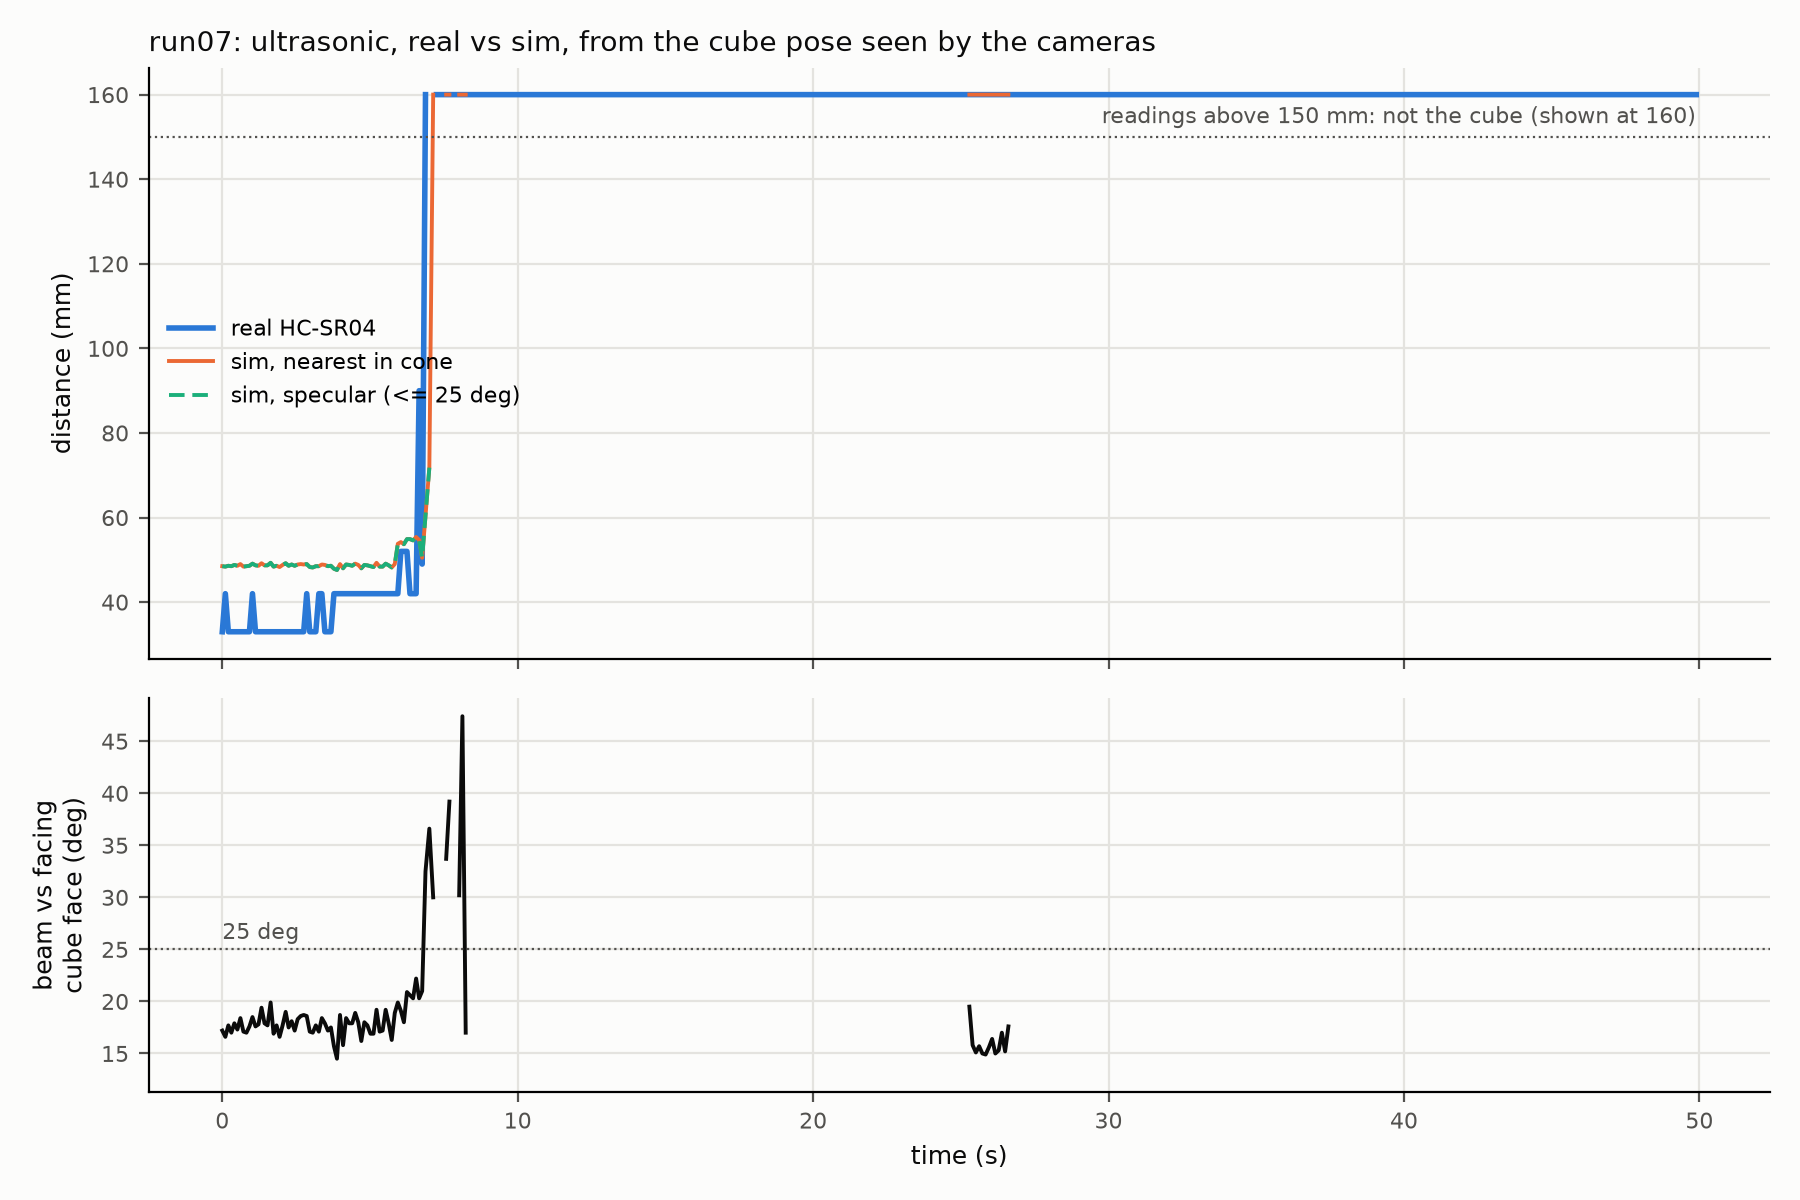 run07: ultrasonic, real vs sim, from the cube pose seen by the cameras
distance (mm)
160
140
120
100
80
60
40
readings above 150 mm: not the cube (shown at 160)
real HC-SR04
sim, nearest in cone
sim, specular (<= 25 deg)
beam vs facing
cube face (deg)
45
40
35
30
25
20
15
25 deg
0
10
20
30
40
50
time (s)